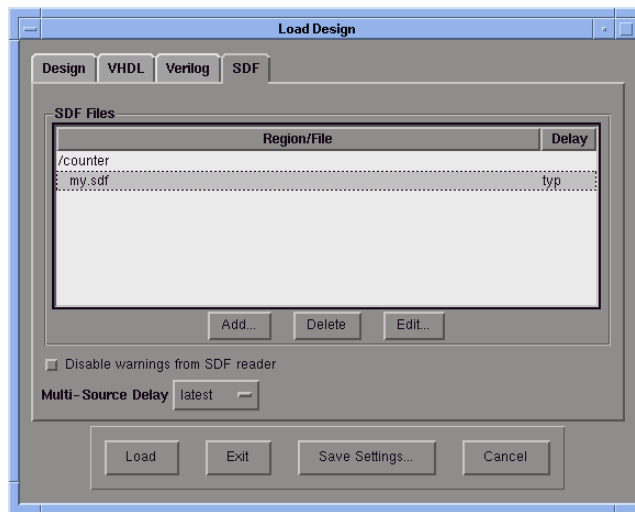 Load Design
Design VHDL Verilog SDF
SDF Files
Region/File Delay
/counter
my.sdf typ
Add... Delete Edit...
Disable warnings from SDF reader
Multi-Source Delay latest
Load Exit Save Settings... Cancel